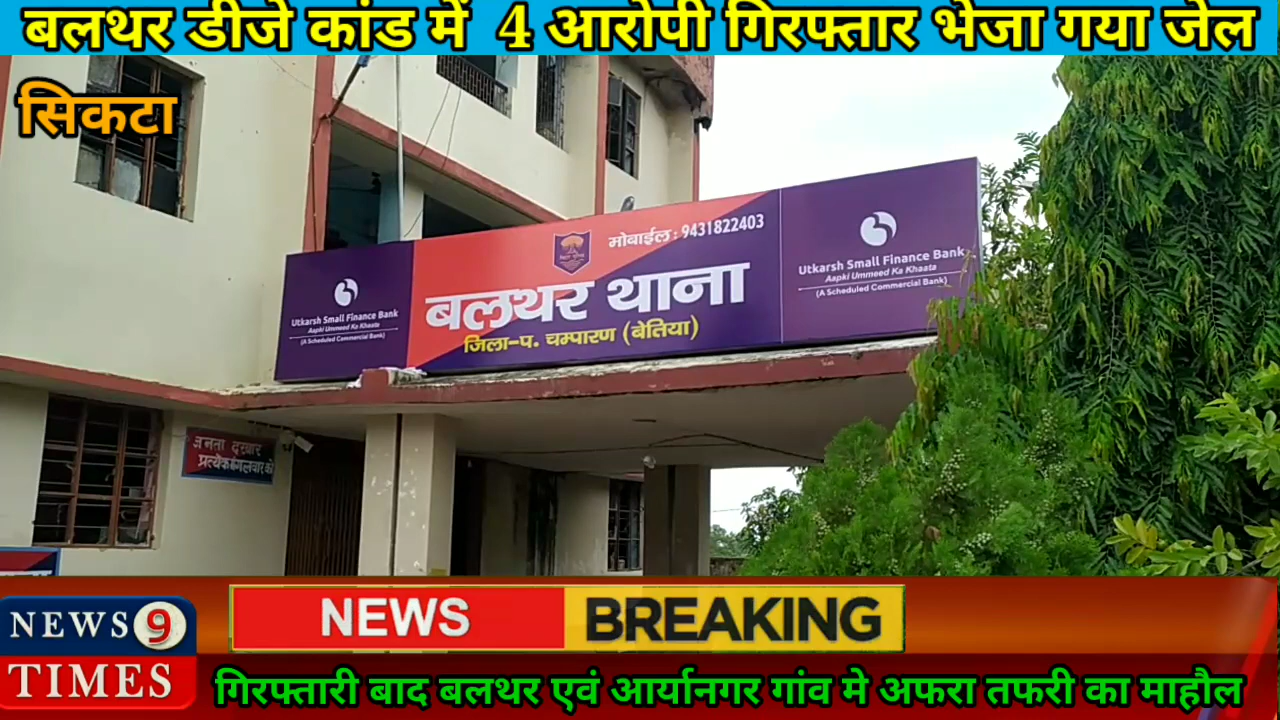 बलथर डीजे कांड में 4 आरोपी गिरफ्तार भेजा गया जेल
सिकटा
मोबाईल : 9431822403
बलथर थाना
जिला-प. चम्पारण (बेतिया)
Utkarsh Small Finance Bank
Aapki Ummeed Ka Khaata
(A Scheduled Commercial Bank)
Utkarsh Small Finance Bank
Aapki Ummeed Ka Khaata
(A Scheduled Commercial Bank)
जनता दरबार
प्रत्येक मंगलवार को
NEWS BREAKING
NEWS 9
TIMES
गिरफ्तारी बाद बलथर एवं आर्यानगर गांव मे अफरा तफरी का माहौल